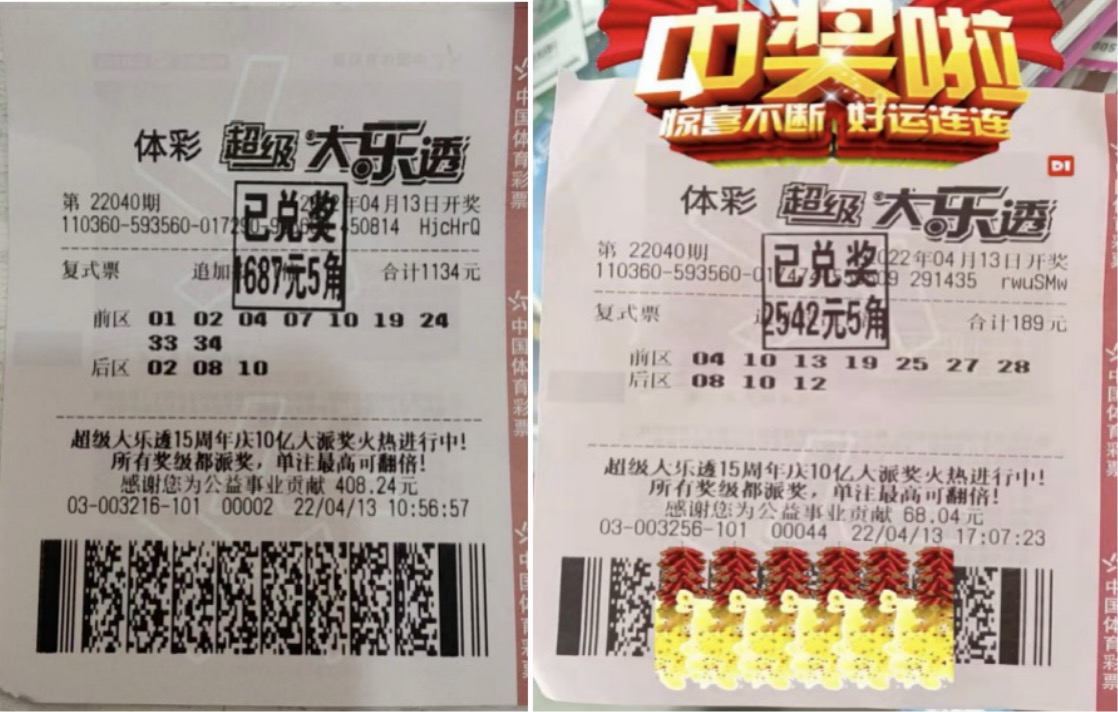 体彩 超级大乐透
已兑奖
1687元5角
第 22040期
年04月13日开奖
110360-593560-0172
450814 HjcHrQ
复式票 追加 合计1134元
前区 01 02 04 07 10 19 24
33 34
后区 02 08 10
超级大乐透15周年庆10亿大派奖火热进行中!
所有奖级都派奖,单注最高可翻倍!
感谢您为公益事业贡献 408.24元
03-003216-101 00002 22/04/13 10:56:57
中国体育彩票
中国体育彩票
中奖啦
惊喜不断 好运连连
体彩 超级大乐透
已兑奖
2542元5角
第 22040期
022年04月13日开奖
110360-593560-01
291435 rwuSMw
复式票 合计189元
前区 04 10 13 19 25 27 28
后区 08 10 12
超级大乐透15周年庆10亿大派奖火热进行中!
所有奖级都派奖,单注最高可翻倍!
感谢您为公益事业贡献 68.04元
03-003256-101 00044 22/04/13 17:07:23